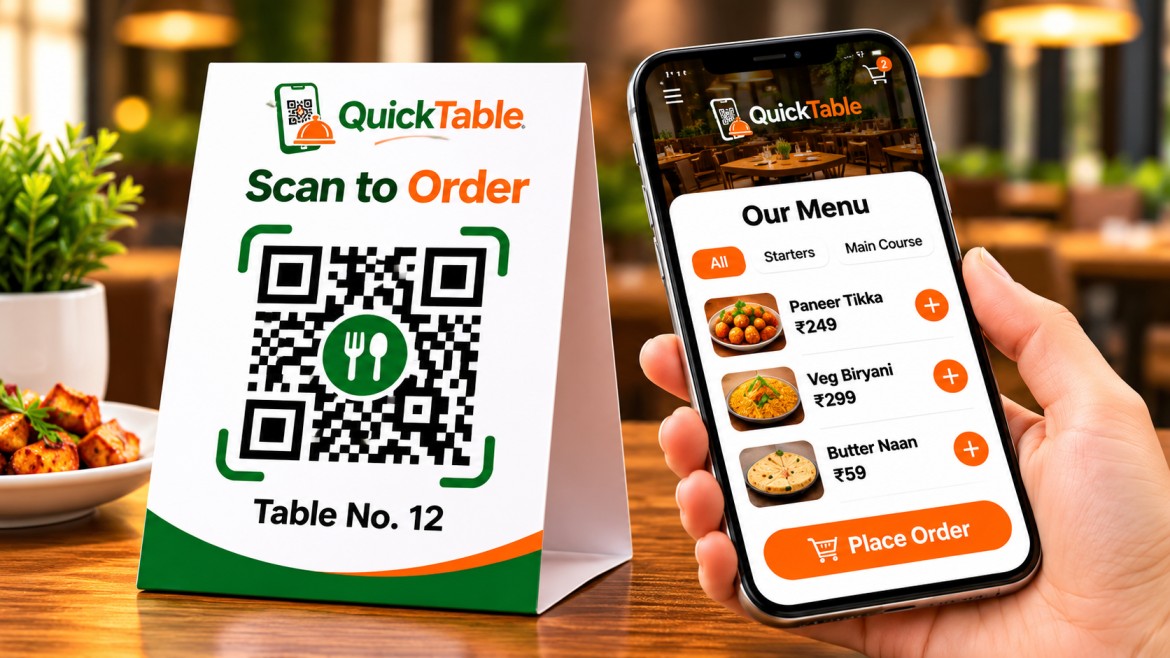 QuickTable
Scan to Order
Table No. 12
2
QuickTable
Our Menu
All
Starters
Main Course
Paneer Tikka
₹249
Veg Biryani
₹299
Butter Naan
₹59
Place Order